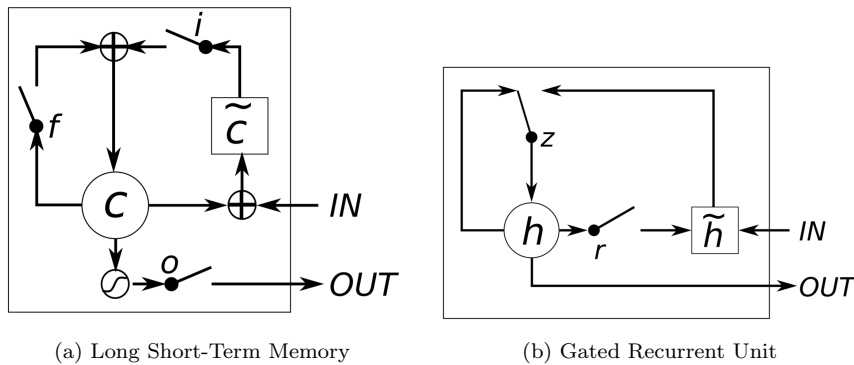 i
f
c̃
c
IN
o
OUT
z
h
r
h̃
IN
OUT
(a) Long Short-Term Memory
(b) Gated Recurrent Unit